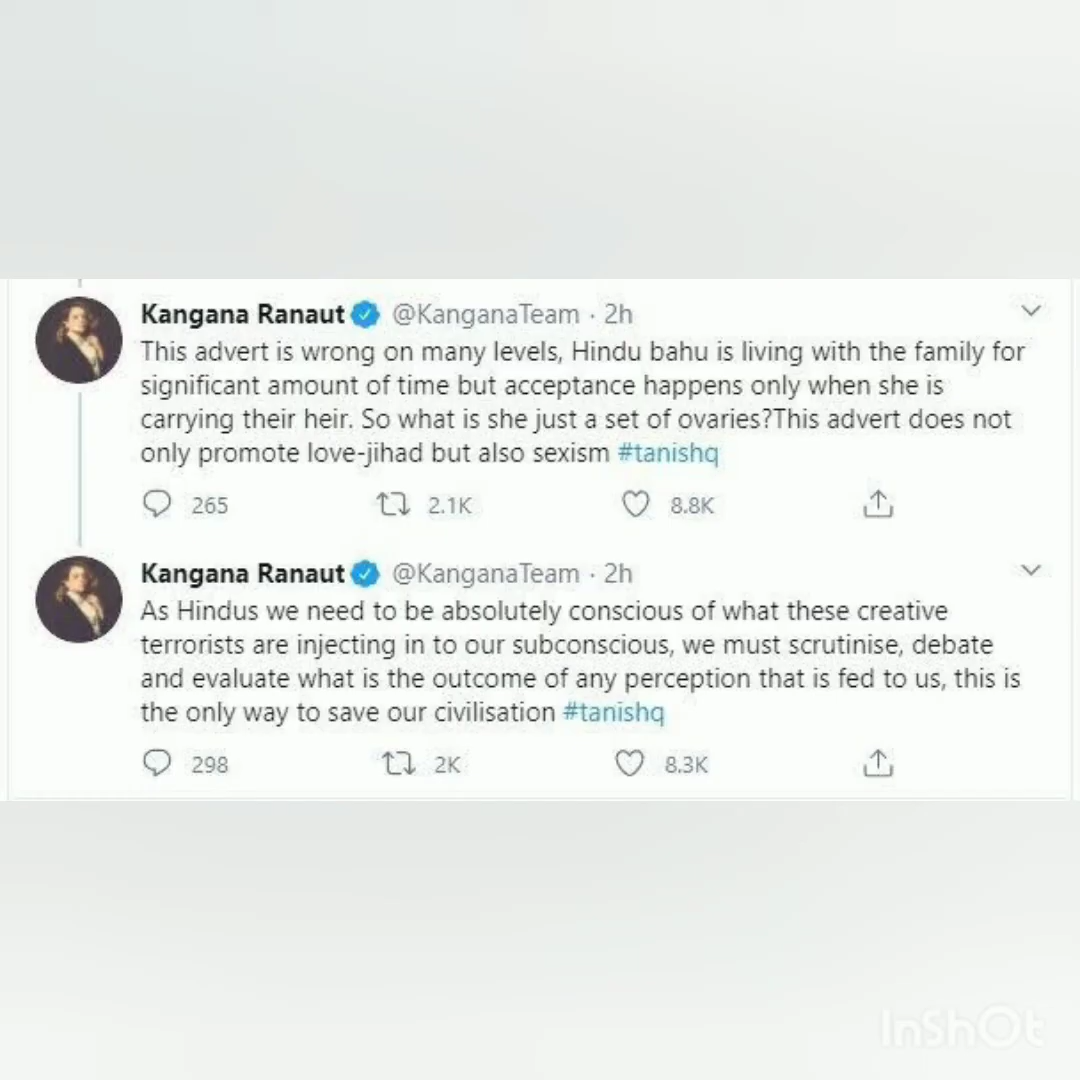 Kangana Ranaut @KanganaTeam · 2h
This advert is wrong on many levels, Hindu bahu is living with the family for
significant amount of time but acceptance happens only when she is
carrying their heir. So what is she just a set of ovaries?This advert does not
only promote love-jihad but also sexism #tanishq
265 2.1K 8.8K
Kangana Ranaut @KanganaTeam · 2h
As Hindus we need to be absolutely conscious of what these creative
terrorists are injecting in to our subconscious, we must scrutinise, debate
and evaluate what is the outcome of any perception that is fed to us, this is
the only way to save our civilisation #tanishq
298 2K 8.3K
InShOt